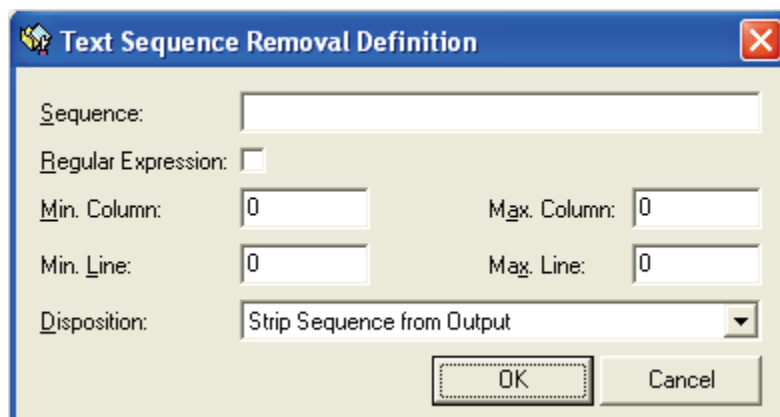 Text Sequence Removal Definition
Sequence:
Regular Expression:
Min. Column: 0 Max. Column: 0
Min. Line: 0 Max. Line: 0
Disposition: Strip Sequence from Output
OK Cancel